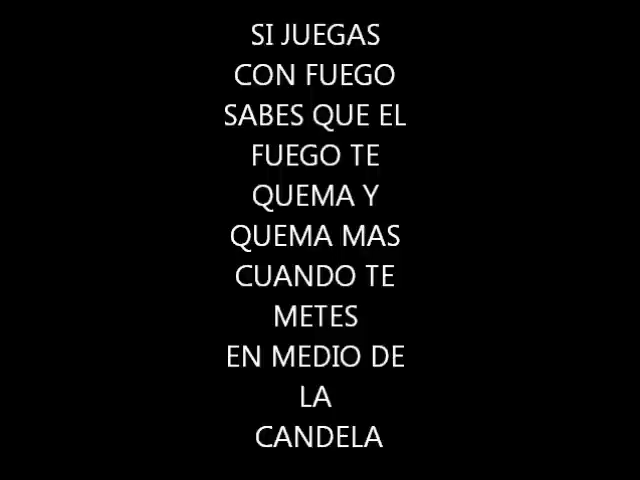 SI JUEGAS
CON FUEGO
SABES QUE EL
FUEGO TE
QUEMA Y
QUEMA MAS
CUANDO TE
METES
EN MEDIO DE
LA
CANDELA